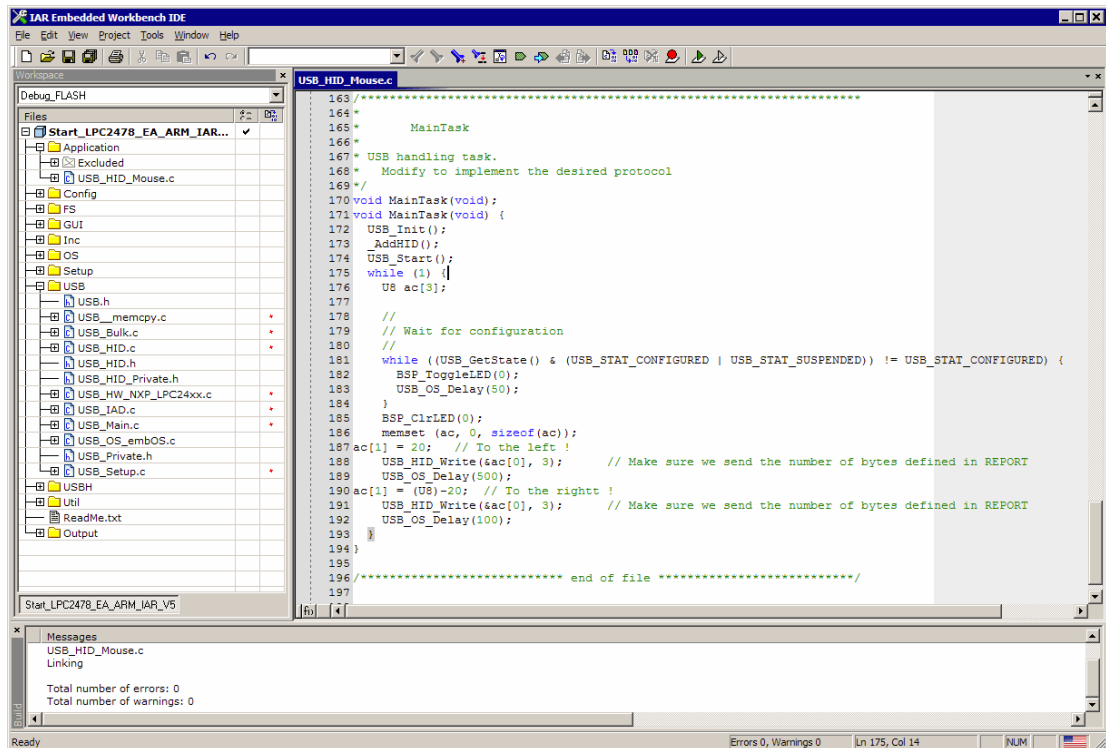 IAR Embedded Workbench IDE
File Edit View Project Tools Window Help
Workspace
Debug_FLASH
Files
Start_LPC2478_EA_ARM_IAR...
Application
Excluded
USB_HID_Mouse.c
Config
FS
GUI
Inc
OS
Setup
USB
USB.h
USB__memcpy.c
USB_Bulk.c
USB_HID.c
USB_HID.h
USB_HID_Private.h
USB_HW_NXP_LPC24xx.c
USB_IAD.c
USB_Main.c
USB_OS_embOS.c
USB_Private.h
USB_Setup.c
USBH
Util
ReadMe.txt
Output
Start_LPC2478_EA_ARM_IAR_V5
USB_HID_Mouse.c
163 /*********************************************************************
164 *
165 *       MainTask
166 *
167 * USB handling task.
168 *   Modify to implement the desired protocol
169 */
170 void MainTask(void);
171 void MainTask(void) {
172   USB_Init();
173   _AddHID();
174   USB_Start();
175   while (1) {
176     U8 ac[3];
177
178     //
179     // Wait for configuration
180     //
181     while ((USB_GetState() & (USB_STAT_CONFIGURED | USB_STAT_SUSPENDED)) != USB_STAT_CONFIGURED) {
182       BSP_ToggleLED(0);
183       USB_OS_Delay(50);
184     }
185     BSP_ClrLED(0);
186     memset (ac, 0, sizeof(ac));
187 ac[1] = 20;   // To the left !
188     USB_HID_Write(&ac[0], 3);      // Make sure we send the number of bytes defined in REPORT
189     USB_OS_Delay(500);
190 ac[1] = (U8)-20;  // To the rightt !
191     USB_HID_Write(&ac[0], 3);      // Make sure we send the number of bytes defined in REPORT
192     USB_OS_Delay(100);
193   }
194 }
195
196 /**************************** end of file ***************************/
197
Messages
USB_HID_Mouse.c
Linking
Total number of errors: 0
Total number of warnings: 0
Build
Ready
Errors 0, Warnings 0
Ln 175, Col 14
NUM